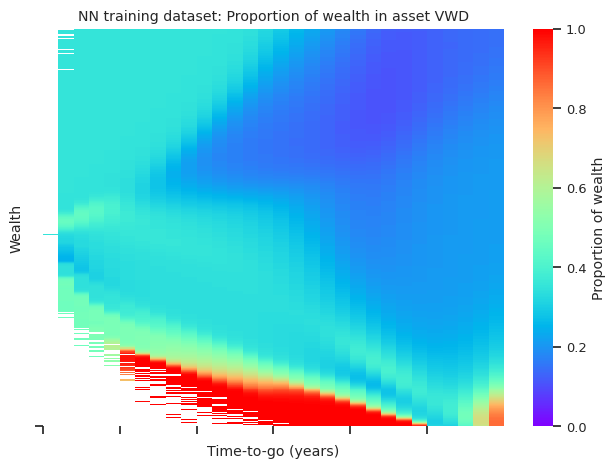 NN training dataset: Proportion of wealth in asset VWD
Wealth
Time-to-go (years)
1.0
0.8
0.6
0.4
0.2
0.0
Proportion of wealth